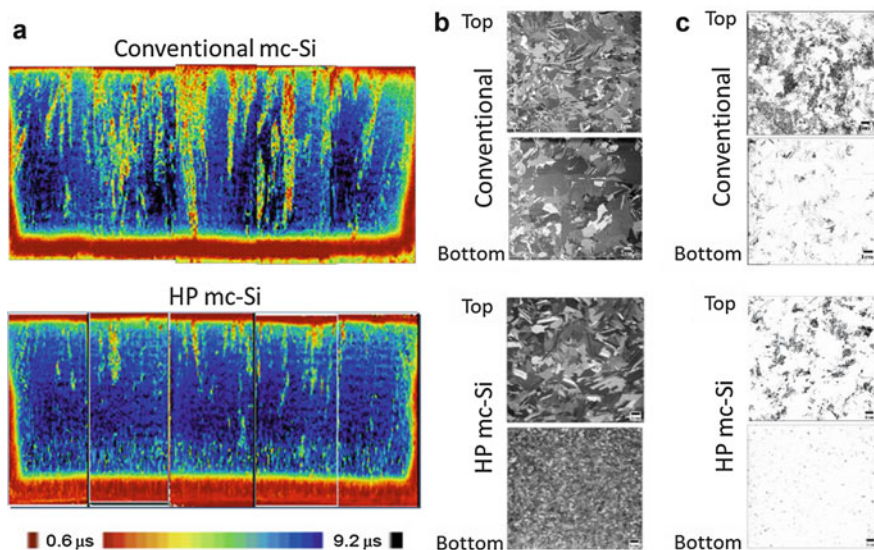 a
Conventional mc-Si
HP mc-Si
0.6 µs
9.2 µs
b
Top
Conventional
Bottom
Top
HP mc-Si
Bottom
c
Top
Conventional
Bottom
Top
HP mc-Si
Bottom